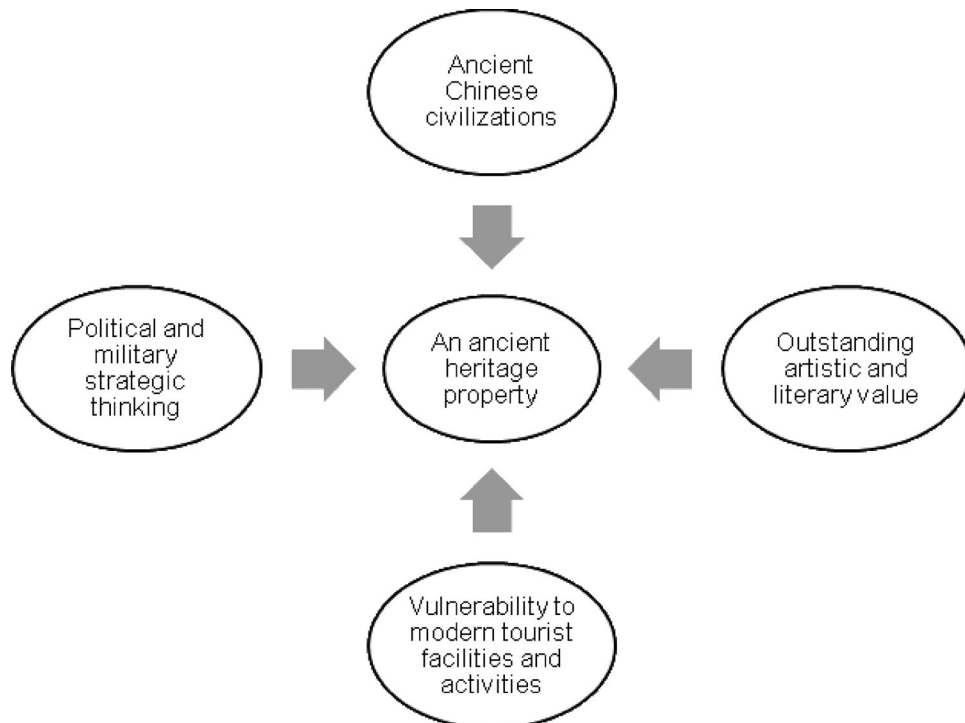 Ancient
Chinese
civilizations
Political and
military
strategic
thinking
An ancient
heritage
property
Outstanding
artistic and
literary value
Vulnerability to
modern tourist
facilities and
activities